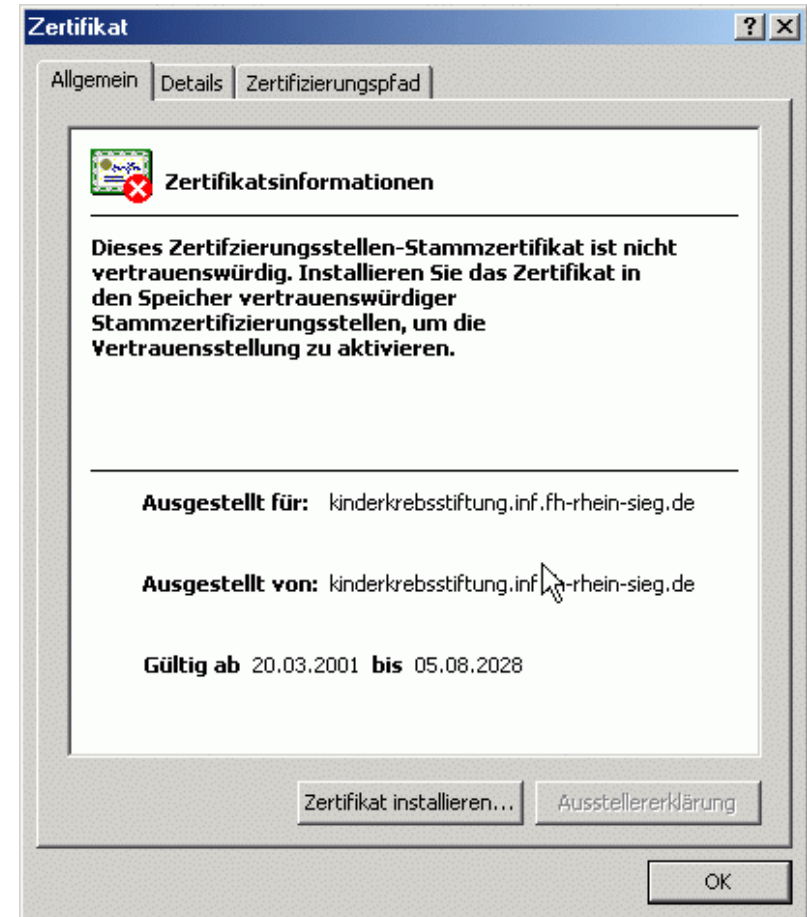 Zertifikat
Allgemein Details Zertifizierungspfad
Zertifikatsinformationen
Dieses Zertifzierungsstellen-Stammzertifikat ist nicht
vertrauenswürdig. Installieren Sie das Zertifikat in
den Speicher vertrauenswürdiger
Stammzertifizierungsstellen, um die
Vertrauensstellung zu aktivieren.
Ausgestellt für: kinderkrebsstiftung.inf.fh-rhein-sieg.de
Ausgestellt von: kinderkrebsstiftung.inf.fh-rhein-sieg.de
Gültig ab 20.03.2001 bis 05.08.2028
Zertifikat installieren... Ausstellererklärung
OK